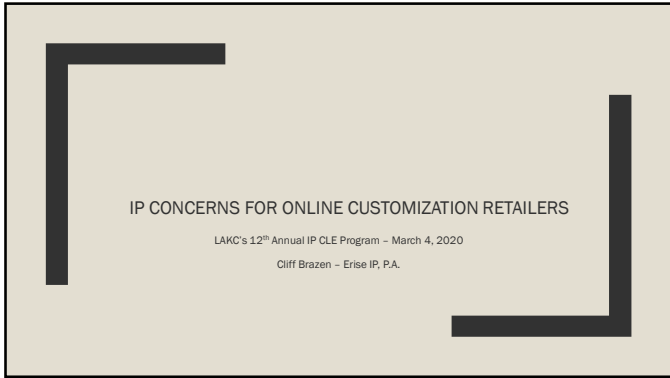 IP CONCERNS FOR ONLINE CUSTOMIZATION RETAILERS
LAKC's 12th Annual IP CLE Program – March 4, 2020
Cliff Brazen – Erise IP, P.A.